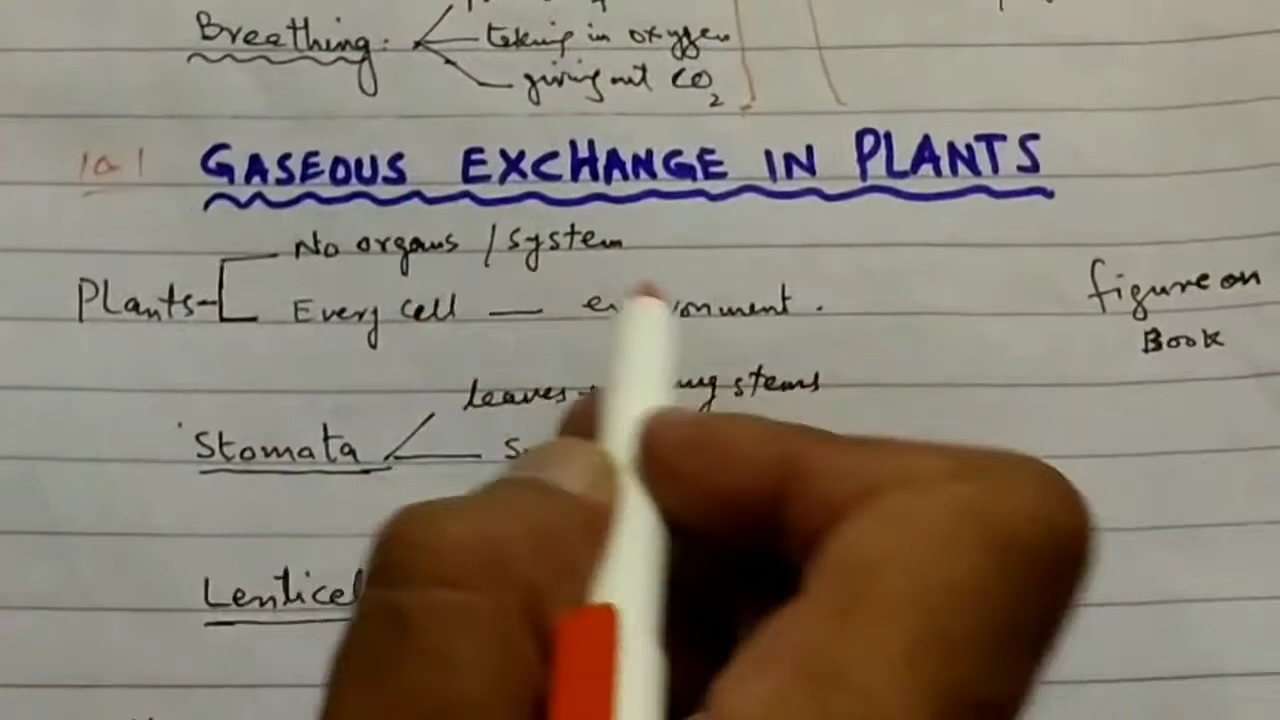 Breathing.
taking in oxygen
giving out CO2
10.1 GASEOUS EXCHANGE IN PLANTS
Plants
No organs / system
Every cell —
figure on
Book
leaves
stems
Stomata